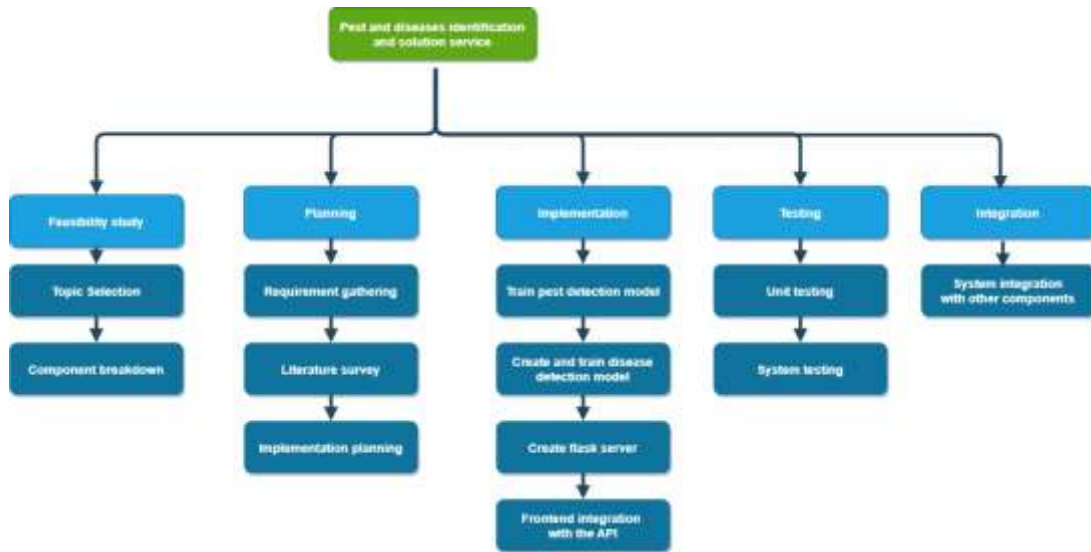 Pest and diseases identification
and solution service
Feasibility study
Planning
Implementation
Testing
Integration
Topic Selection
Requirement gathering
Train pest detection model
Unit testing
System integration
with other components
Component breakdown
Literature survey
Create and train disease
detection model
System testing
Implementation planning
Create flask server
Frontend integration
with the API